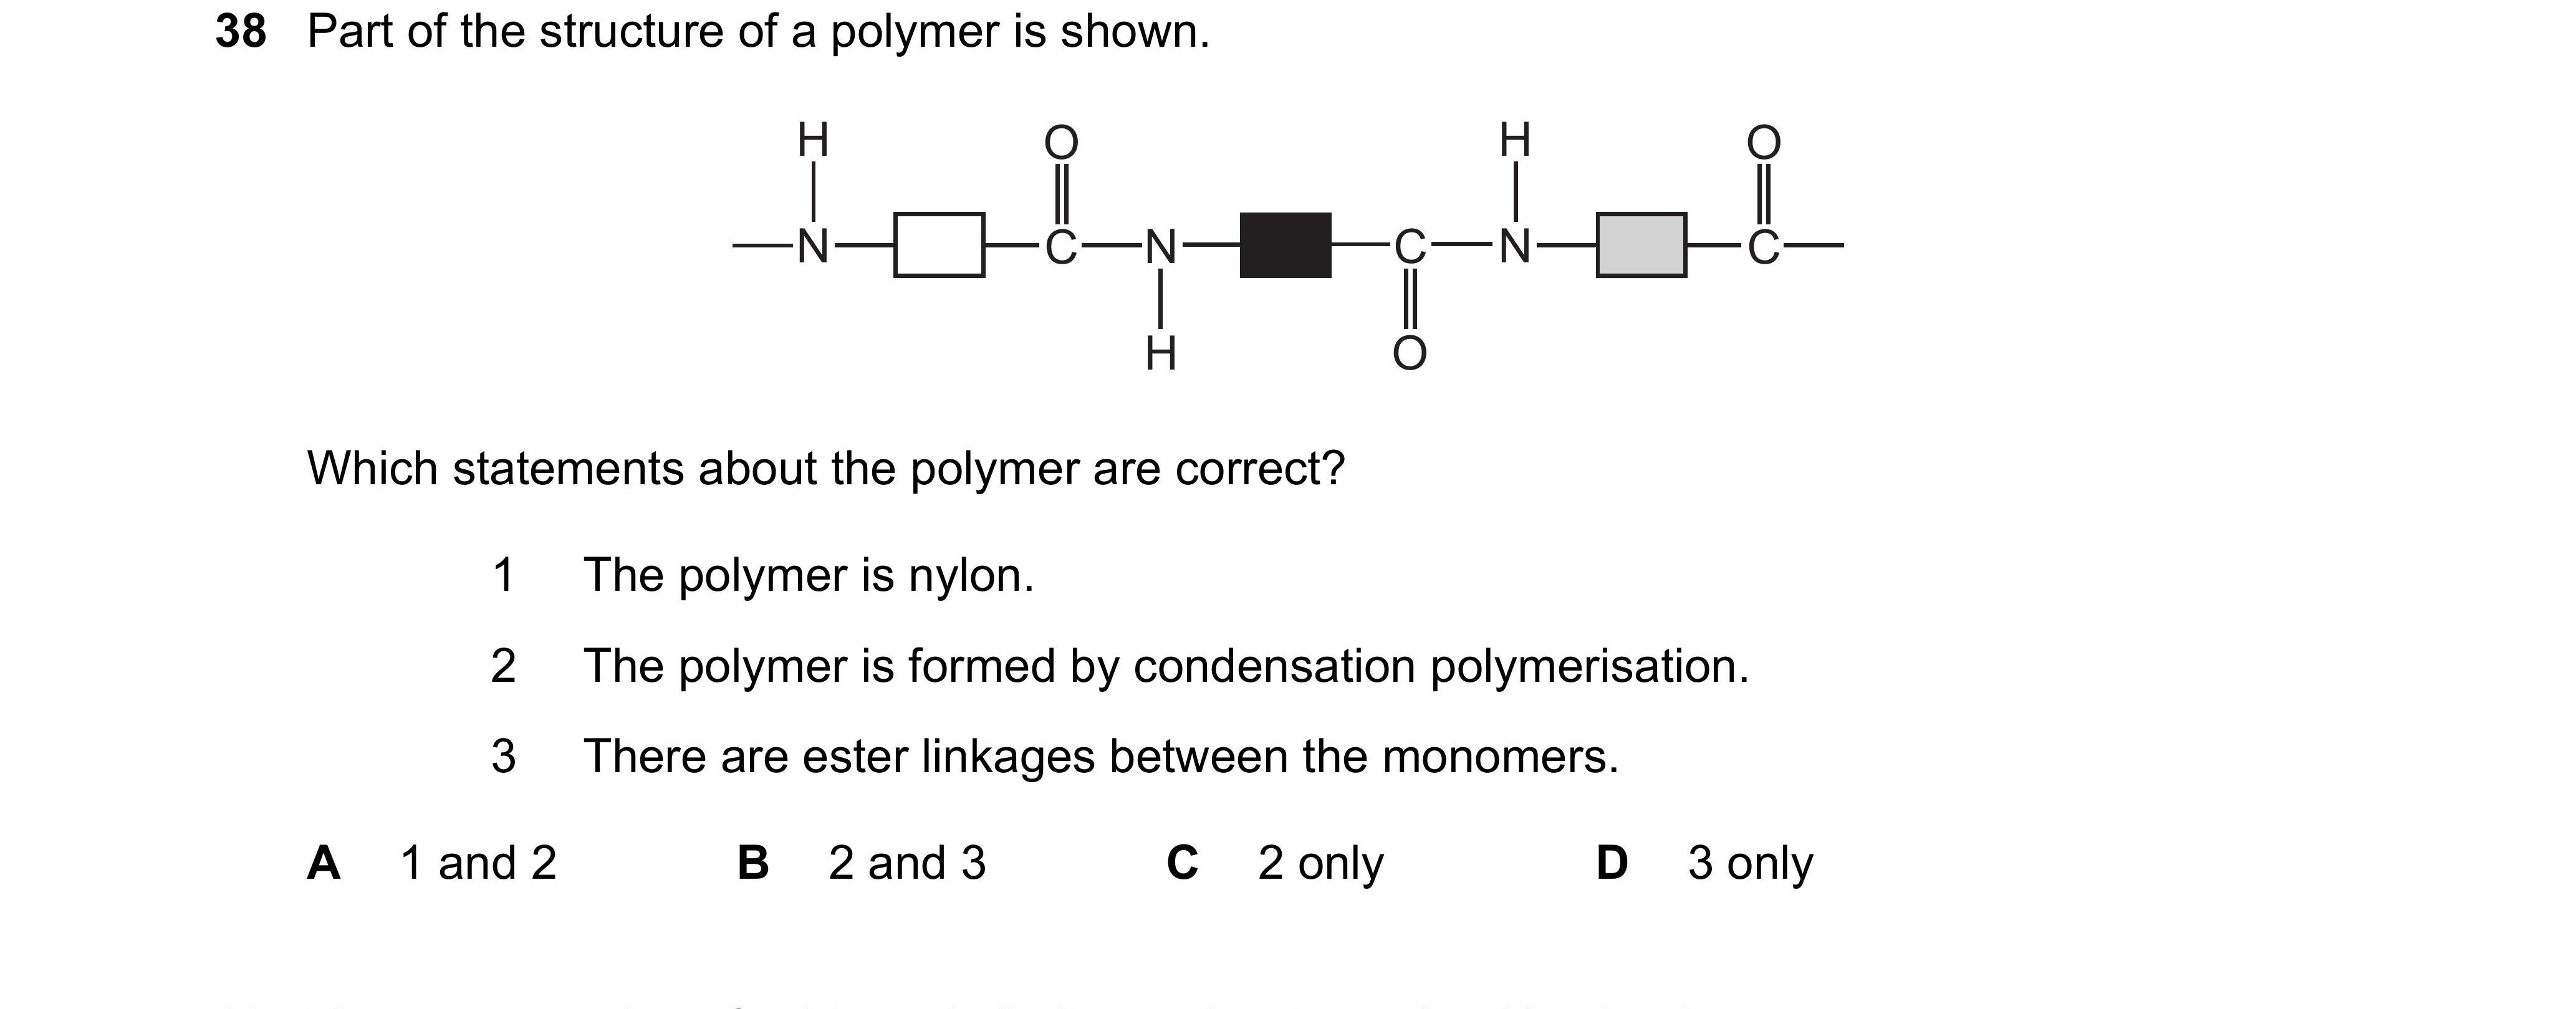 38 Part of the structure of a polymer is shown.
H O H O
N C N C N C
H O
Which statements about the polymer are correct?
1 The polymer is nylon.
2 The polymer is formed by condensation polymerisation.
3 There are ester linkages between the monomers.
A 1 and 2 B 2 and 3 C 2 only D 3 only